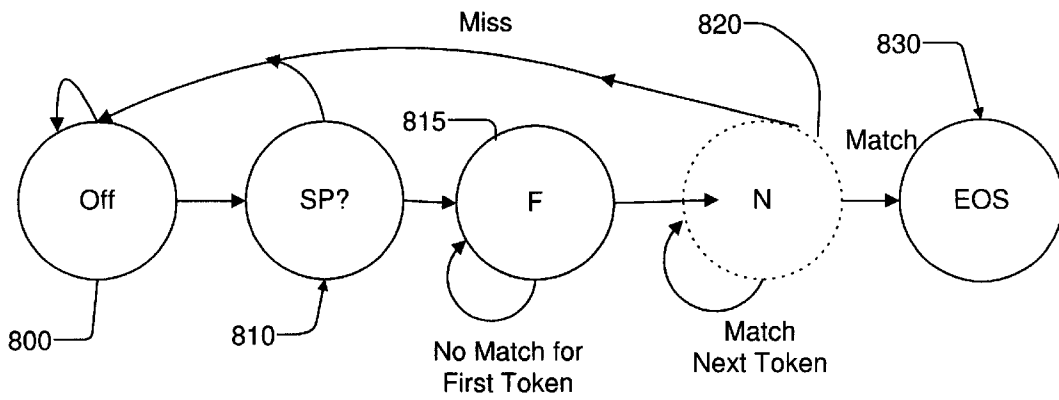 Miss
820
830
815
Match
Off
SP?
F
N
EOS
800
810
No Match for
First Token
Match
Next Token